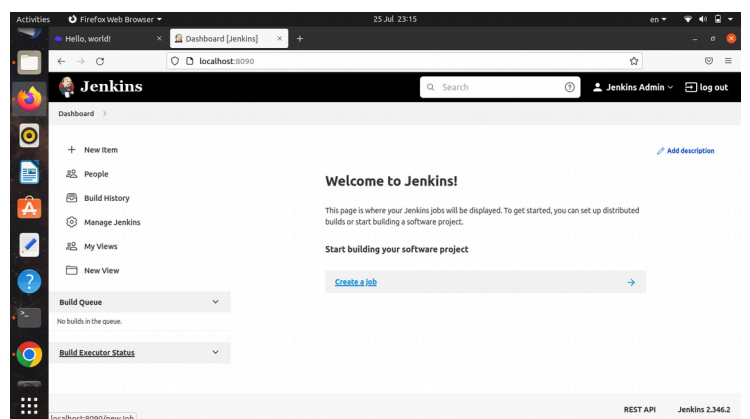 Activities
Firefox Web Browser
25 Jul 23:15
en
Hello, world!
Dashboard [Jenkins]
localhost:8090
Jenkins
Search
Jenkins Admin
log out
Dashboard
New Item
Add description
People
Build History
Manage Jenkins
My Views
New View
Welcome to Jenkins!
This page is where your Jenkins jobs will be displayed. To get started, you can set up distributed
builds or start building a software project.
Start building your software project
Create a job
Build Queue
No builds in the queue.
Build Executor Status
REST API
Jenkins 2.346.2
localhost:8090/newJob